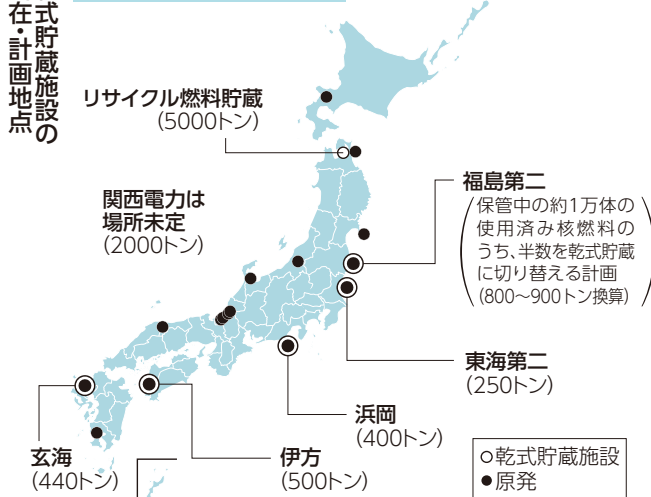 式貯蔵施設の
在・計画地点
リサイクル燃料貯蔵
(5000トン)
関西電力は
場所未定
(2000トン)
福島第二
保管中の約1万体の
使用済み核燃料の
うち、半数を乾式貯蔵
に切り替える計画
(800〜900トン換算)
東海第二
(250トン)
浜岡
(400トン)
伊方
(500トン)
玄海
(440トン)
○乾式貯蔵施設
●原発